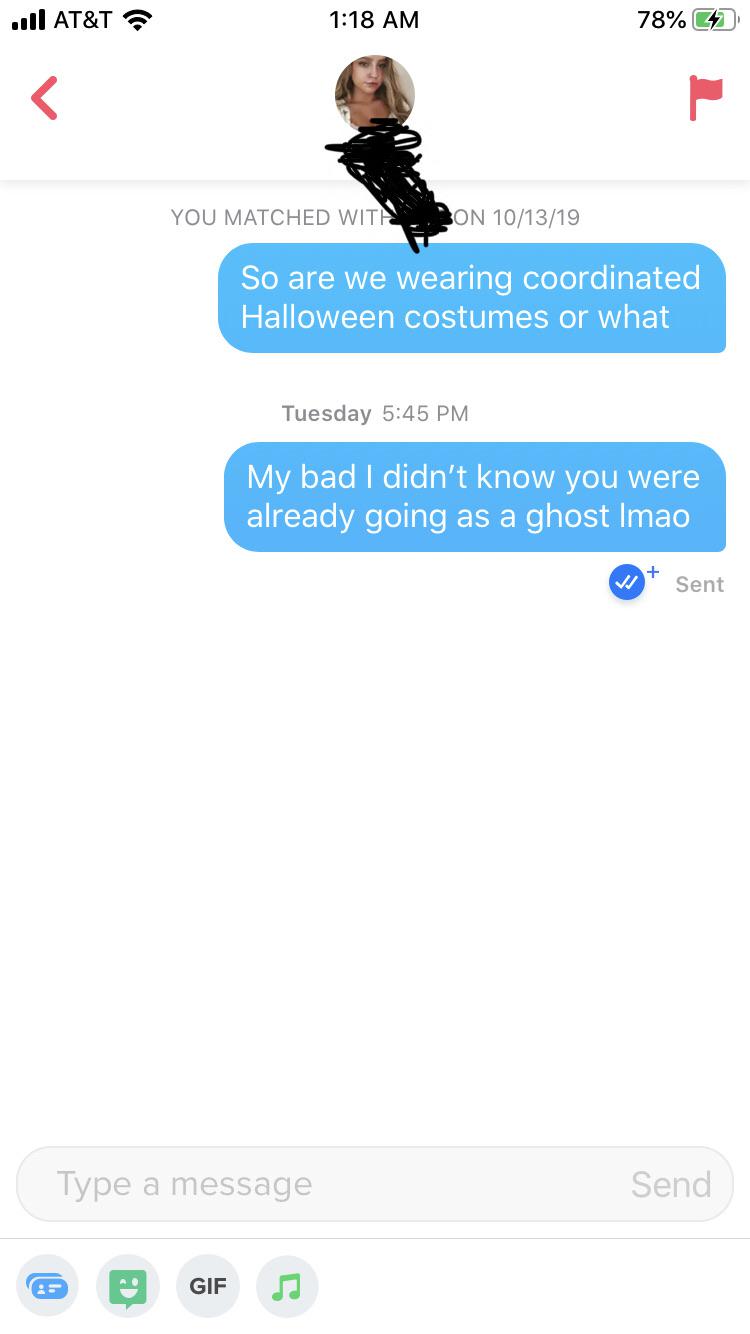 AT&T 1:18 AM 78%
YOU MATCHED WITH ON 10/13/19
So are we wearing coordinated
Halloween costumes or what
Tuesday 5:45 PM
My bad I didn’t know you were
already going as a ghost lmao
Sent
Type a message Send
GIF